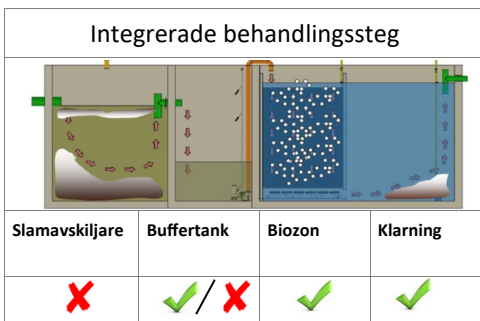 Integrerade behandlingssteg
Slamavskiljare Buffertank Biozon Klarning
/